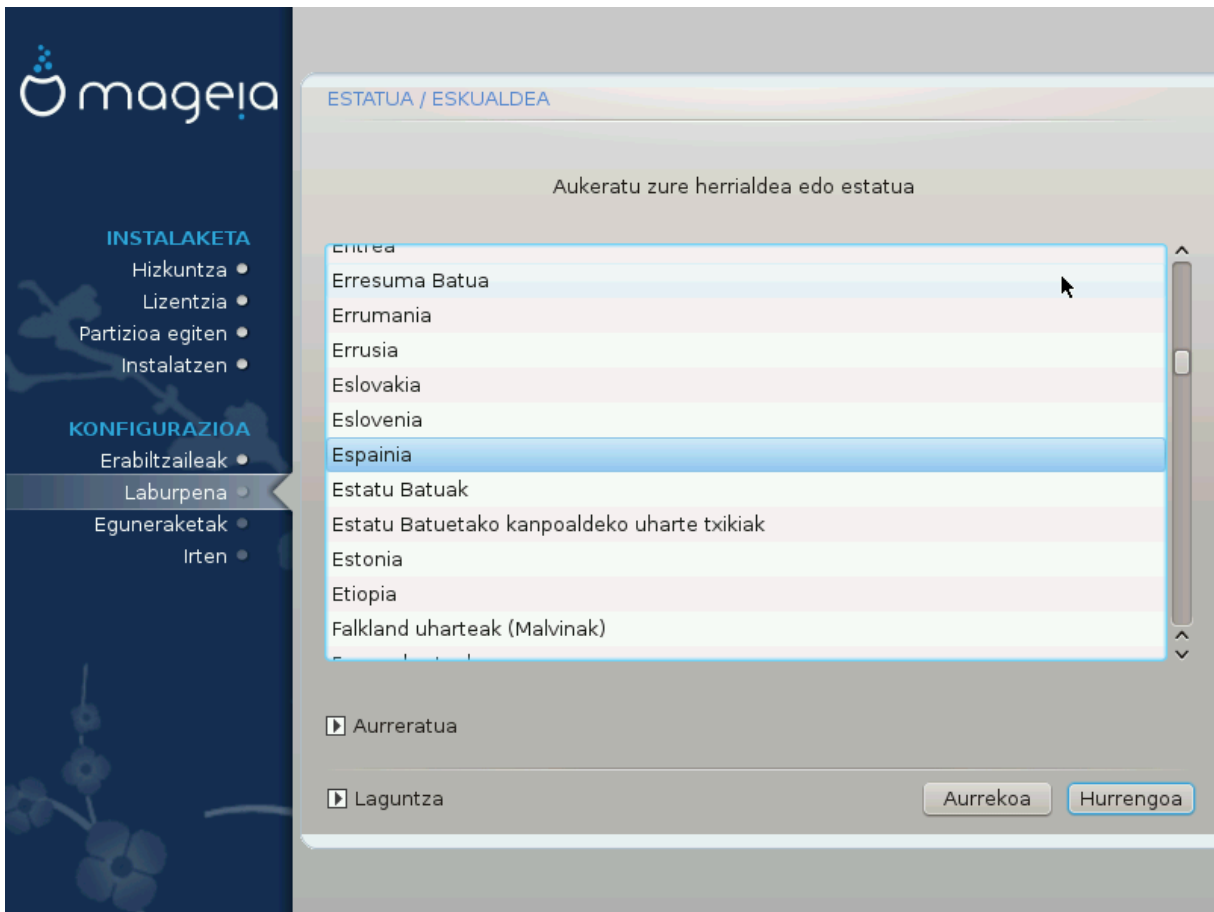 mageia
INSTALAKETA
Hizkuntza
Lizentzia
Partizioa egiten
Instalatzen
KONFIGURAZIOA
Erabiltzaileak
Laburpena
Eguneraketak
Irten
ESTATUA / ESKUALDEA
Aukeratu zure herrialdea edo estatua
Eritrea
Erresuma Batua
Errumania
Errusia
Eslovakia
Eslovenia
Espainia
Estatu Batuak
Estatu Batuetako kanpoaldeko uharte txikiak
Estonia
Etiopia
Falkland uharteak (Malvinak)
Aurreratua
Laguntza
Aurrekoa
Hurrengoa